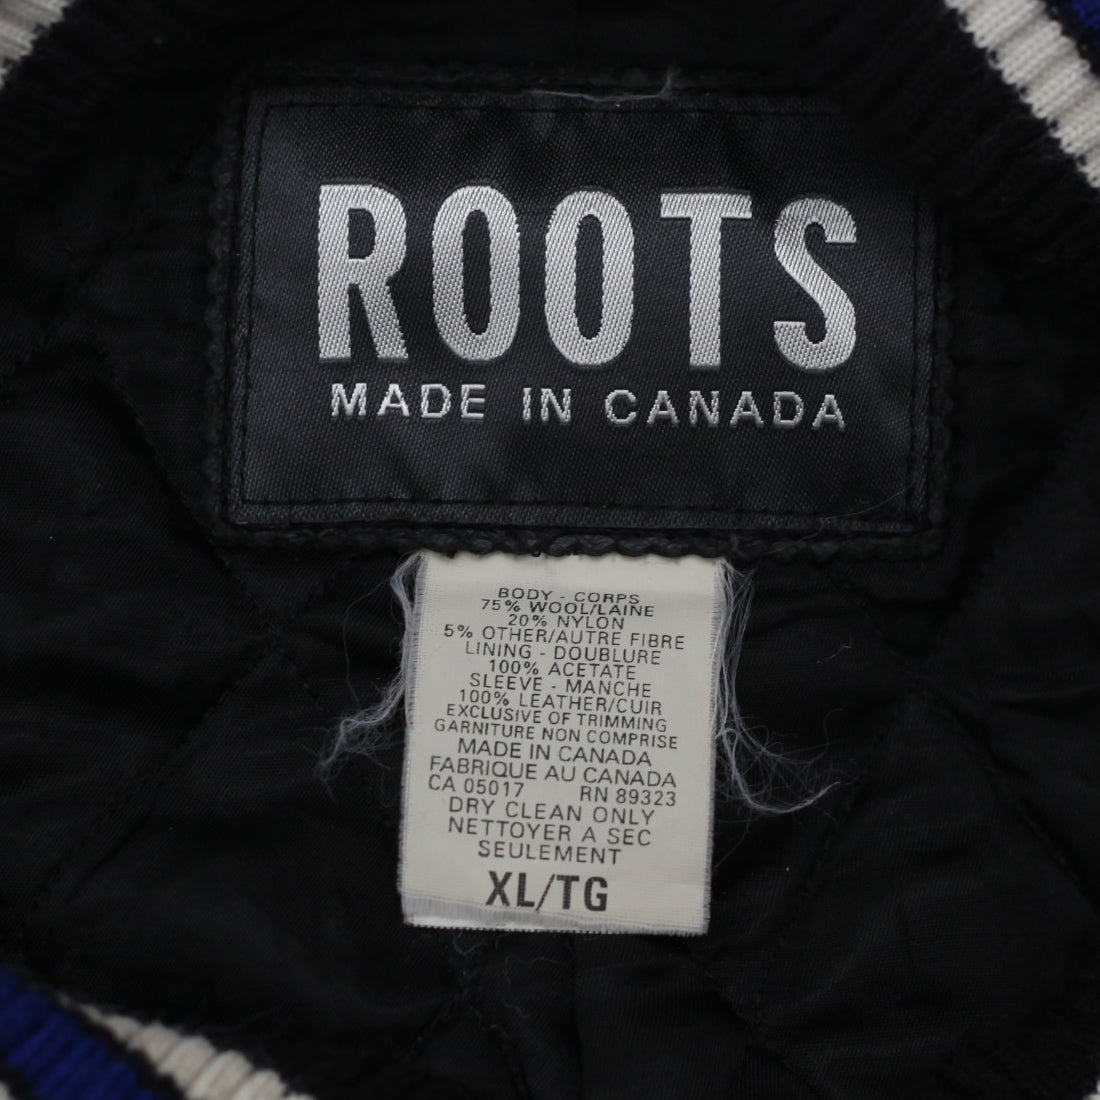 ROOTS
MADE IN CANADA
BODY - CORPS
75% WOOL/LAINE
20% NYLON
5% OTHER/AUTRE FIBRE
LINING - DOUBLURE
100% ACETATE
SLEEVE - MANCHE
100% LEATHER/CUIR
EXCLUSIVE OF TRIMMING
GARNITURE NON COMPRISE
MADE IN CANADA
FABRIQUE AU CANADA
CA 05017 RN 89323
DRY CLEAN ONLY
NETTOYER A SEC
SEULEMENT
XL/TG